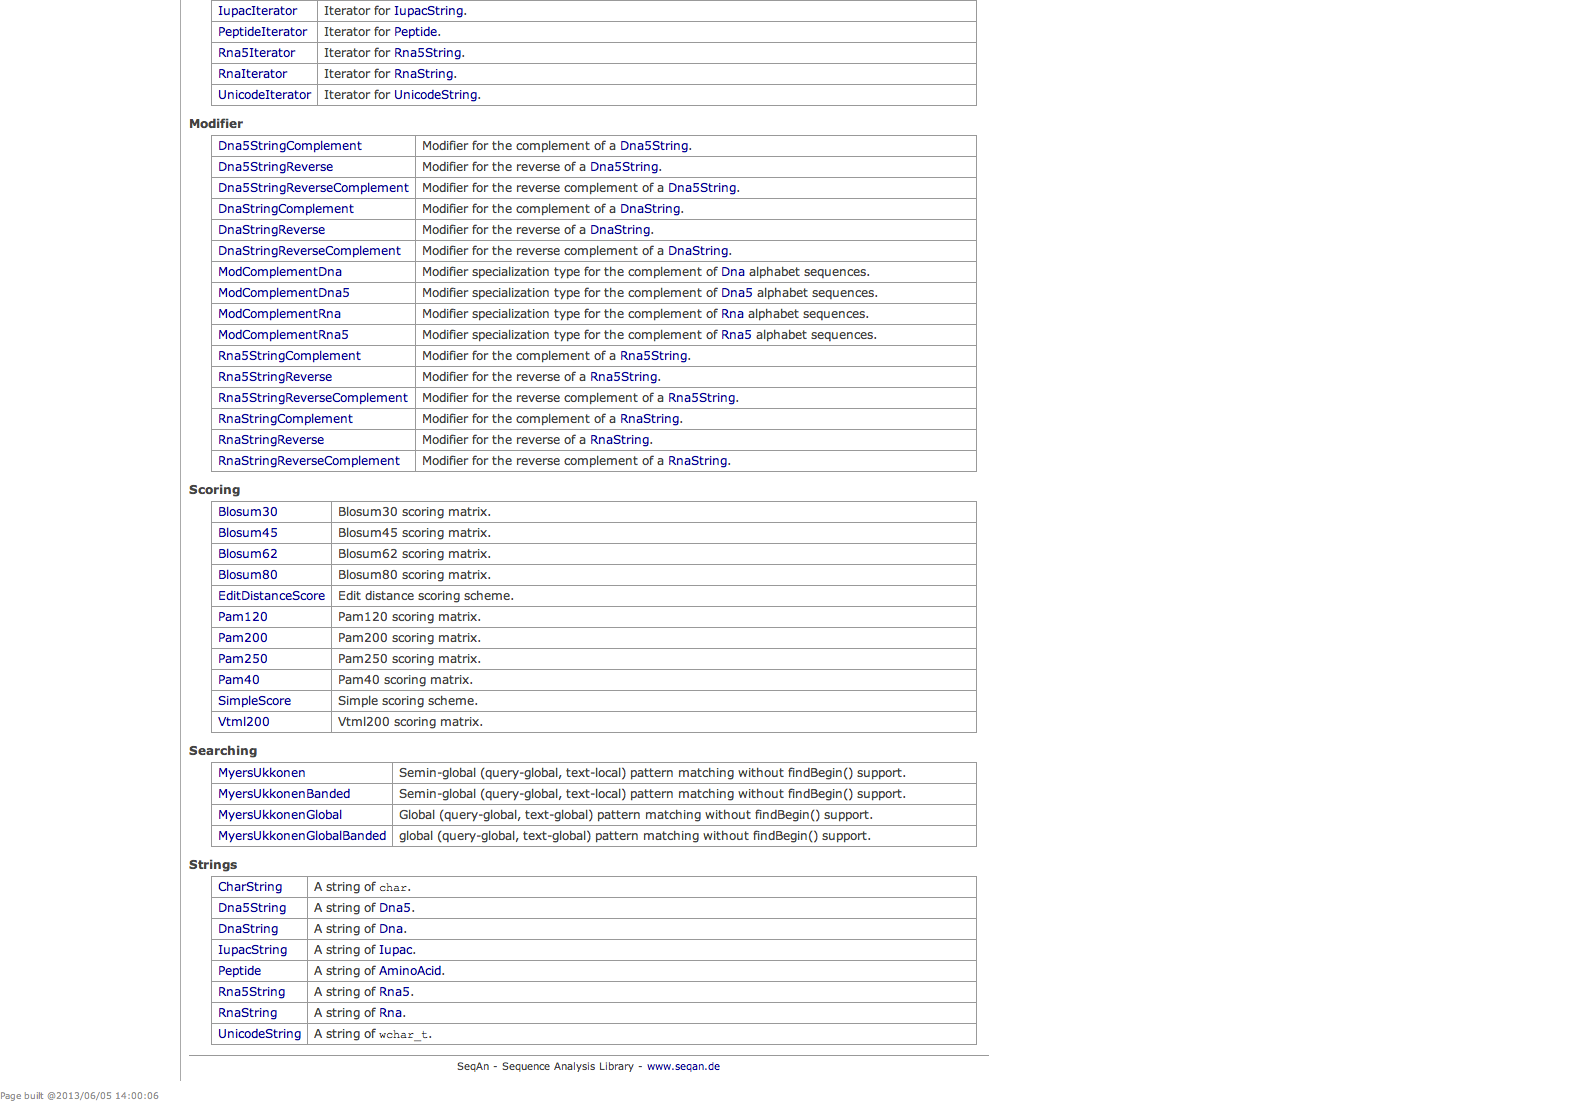 IupacIterator Iterator for IupacString.
PeptideIterator Iterator for Peptide.
Rna5Iterator Iterator for Rna5String.
RnaIterator Iterator for RnaString.
UnicodeIterator Iterator for UnicodeString.
Modifier
Dna5StringComplement Modifier for the complement of a Dna5String.
Dna5StringReverse Modifier for the reverse of a Dna5String.
Dna5StringReverseComplement Modifier for the reverse complement of a Dna5String.
DnaStringComplement Modifier for the complement of a DnaString.
DnaStringReverse Modifier for the reverse of a DnaString.
DnaStringReverseComplement Modifier for the reverse complement of a DnaString.
ModComplementDna Modifier specialization type for the complement of Dna alphabet sequences.
ModComplementDna5 Modifier specialization type for the complement of Dna5 alphabet sequences.
ModComplementRna Modifier specialization type for the complement of Rna alphabet sequences.
ModComplementRna5 Modifier specialization type for the complement of Rna5 alphabet sequences.
Rna5StringComplement Modifier for the complement of a Rna5String.
Rna5StringReverse Modifier for the reverse of a Rna5String.
Rna5StringReverseComplement Modifier for the reverse complement of a Rna5String.
RnaStringComplement Modifier for the complement of a RnaString.
RnaStringReverse Modifier for the reverse of a RnaString.
RnaStringReverseComplement Modifier for the reverse complement of a RnaString.
Scoring
Blosum30 Blosum30 scoring matrix.
Blosum45 Blosum45 scoring matrix.
Blosum62 Blosum62 scoring matrix.
Blosum80 Blosum80 scoring matrix.
EditDistanceScore Edit distance scoring scheme.
Pam120 Pam120 scoring matrix.
Pam200 Pam200 scoring matrix.
Pam250 Pam250 scoring matrix.
Pam40 Pam40 scoring matrix.
SimpleScore Simple scoring scheme.
Vtml200 Vtml200 scoring matrix.
Searching
MyersUkkonen Semin-global (query-global, text-local) pattern matching without findBegin() support.
MyersUkkonenBanded Semin-global (query-global, text-local) pattern matching without findBegin() support.
MyersUkkonenGlobal Global (query-global, text-global) pattern matching without findBegin() support.
MyersUkkonenGlobalBanded global (query-global, text-global) pattern matching without findBegin() support.
Strings
CharString A string of char.
Dna5String A string of Dna5.
DnaString A string of Dna.
IupacString A string of Iupac.
Peptide A string of AminoAcid.
Rna5String A string of Rna5.
RnaString A string of Rna.
UnicodeString A string of wchar_t.
SeqAn - Sequence Analysis Library - www.seqan.de
Page built @2013/06/05 14:00:06